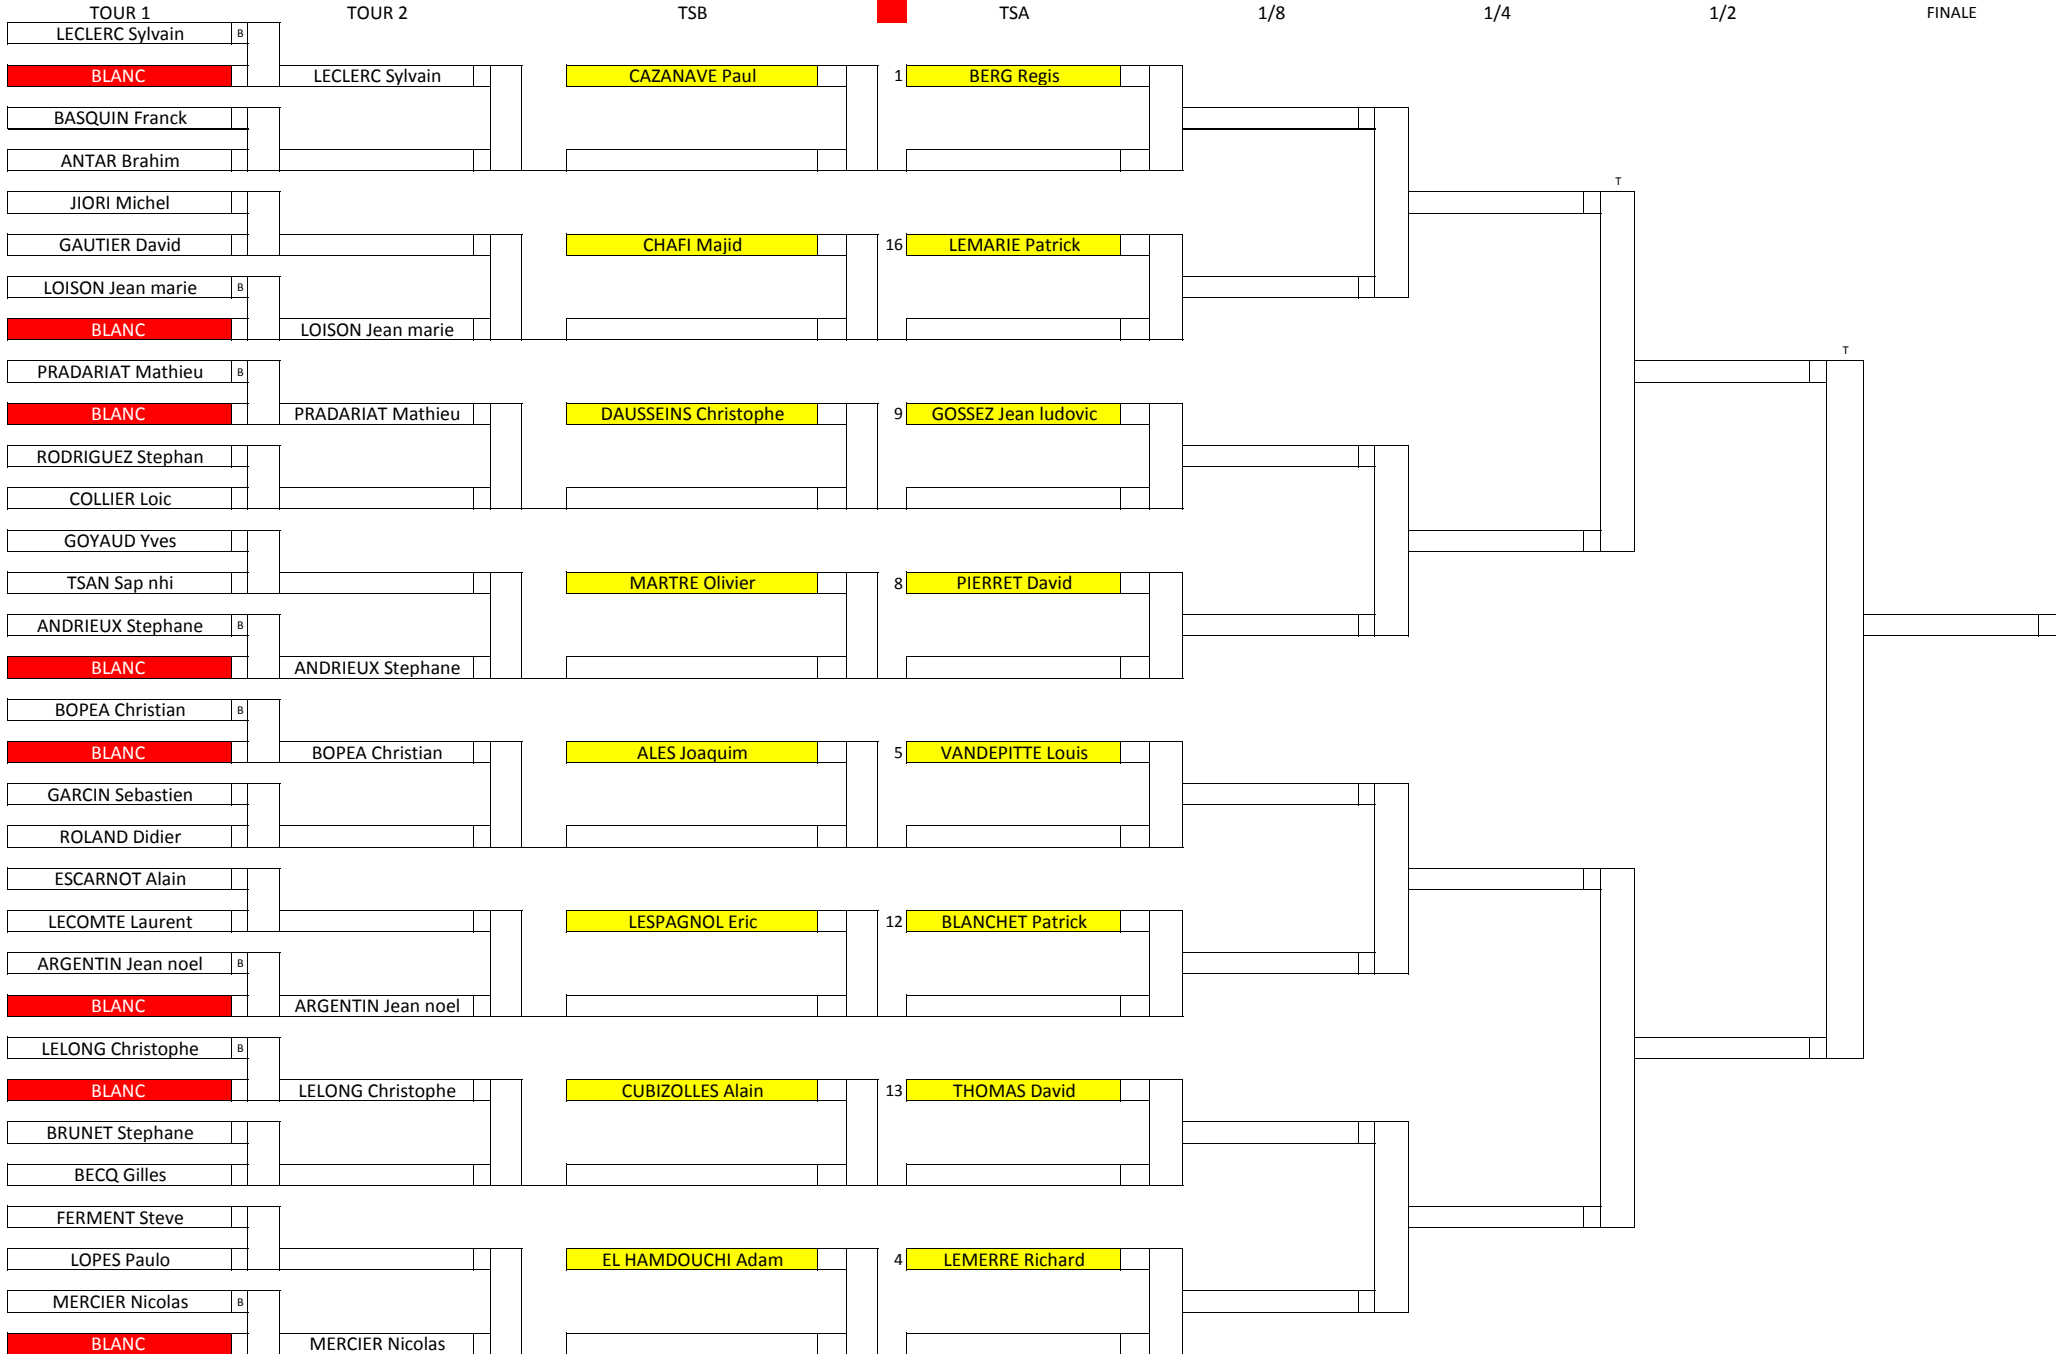 TOUR 1 TOUR 2 TSB TSA 1/8 1/4 1/2 FINALE
LECLERC Sylvain B
BLANC LECLERC Sylvain CAZANAVE Paul 1 BERG Regis
BASQUIN Franck
ANTAR Brahim
T
JIORI Michel
GAUTIER David CHAFI Majid 16 LEMARIE Patrick
LOISON Jean marie B
BLANC LOISON Jean marie
T
PRADARIAT Mathieu B
BLANC PRADARIAT Mathieu DAUSSEINS Christophe 9 GOSSEZ Jean ludovic
RODRIGUEZ Stephan
COLLIER Loic
GOYAUD Yves
TSAN Sap nhi MARTRE Olivier 8 PIERRET David
ANDRIEUX Stephane B
BLANC ANDRIEUX Stephane
BOPEA Christian B
BLANC BOPEA Christian ALES Joaquim 5 VANDEPITTE Louis
GARCIN Sebastien
ROLAND Didier
ESCARNOT Alain
LECOMTE Laurent LESPAGNOL Eric 12 BLANCHET Patrick
ARGENTIN Jean noel B
BLANC ARGENTIN Jean noel
LELONG Christophe B
BLANC LELONG Christophe CUBIZOLLES Alain 13 THOMAS David
BRUNET Stephane
BECQ Gilles
FERMENT Steve
LOPES Paulo EL HAMDOUCHI Adam 4 LEMERRE Richard
MERCIER Nicolas B
BLANC MERCIER Nicolas